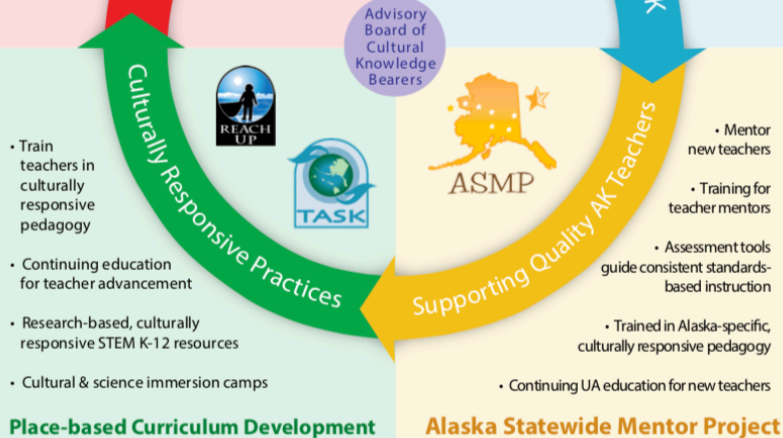 K
Advisory
Board of
Cultural
Knowledge
Bearers
Culturally Responsive Practices
REACH
UP
TASK
• Train
teachers in
culturally
responsive
pedagogy
• Continuing education
for teacher advancement
• Research-based, culturally
responsive STEM K-12 resources
• Cultural & science immersion camps
Place-based Curriculum Development
ASMP
Supporting Quality AK Teachers
• Mentor
new teachers
• Training for
teacher mentors
• Assessment tools
guide consistent standards-
based instruction
• Trained in Alaska-specific,
culturally responsive pedagogy
• Continuing UA education for new teachers
Alaska Statewide Mentor Project